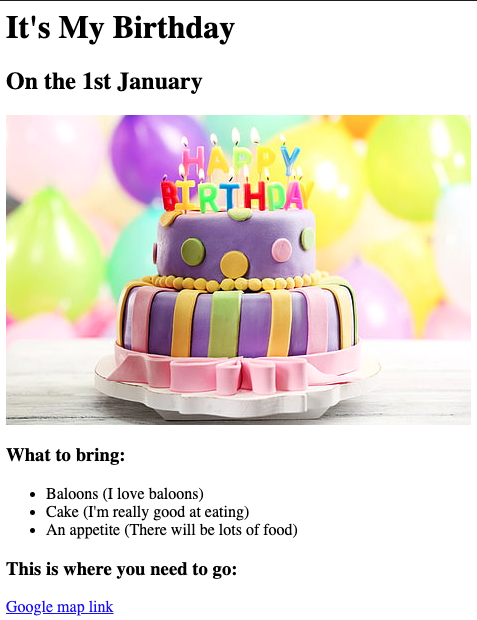 It's My Birthday
On the 1st January
HAPPY
BIRTHDAY
What to bring:
Baloons (I love baloons)
Cake (I'm really good at eating)
An appetite (There will be lots of food)
This is where you need to go:
Google map link